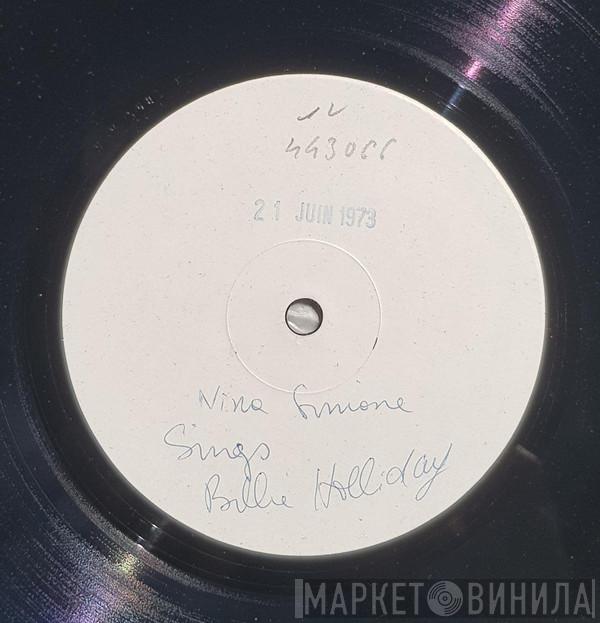 443066
21 JUIN 1973
Nina Simone
Sings
Billie Holliday
МАРКЕТ ВИНИЛА